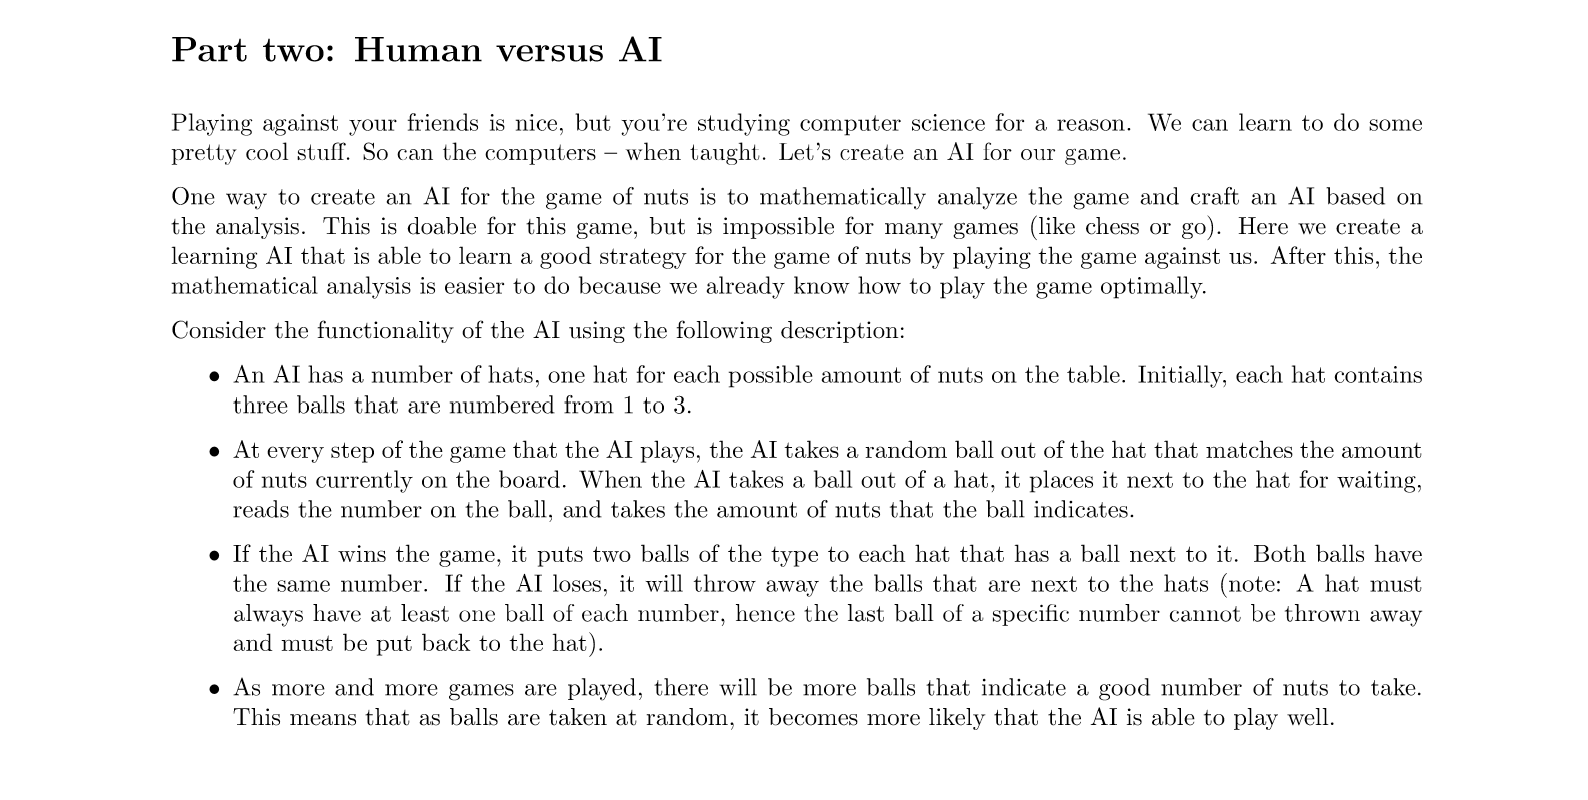 Part two: Human versus AI
Playing against your friends is nice, but you're studying computer science for a reason. We can learn to do some
pretty cool stuff. So can the computers – when taught. Let's create an AI for our game.
One way to create an AI for the game of nuts is to mathematically analyze the game and craft an AI based on
the analysis. This is doable for this game, but is impossible for many games (like chess or go). Here we create a
learning AI that is able to learn a good strategy for the game of nuts by playing the game against us. After this, the
mathematical analysis is easier to do because we already know how to play the game optimally.
Consider the functionality of the AI using the following description:
• An AI has a number of hats, one hat for each possible amount of nuts on the table. Initially, each hat contains
three balls that are numbered from 1 to 3.
• At every step of the game that the AI plays, the AI takes a random ball out of the hat that matches the amount
of nuts currently on the board. When the AI takes a ball out of a hat, it places it next to the hat for waiting,
reads the number on the ball, and takes the amount of nuts that the ball indicates.
• If the AI wins the game, it puts two balls of the type to each hat that has a ball next to it. Both balls have
the same number. If the AI loses, it will throw away the balls that are next to the hats (note: A hat must
always have at least one ball of each number, hence the last ball of a specific number cannot be thrown away
and must be put back to the hat).
• As more and more games are played, there will be more balls that indicate a good number of nuts to take.
This means that as balls are taken at random, it becomes more likely that the AI is able to play well.